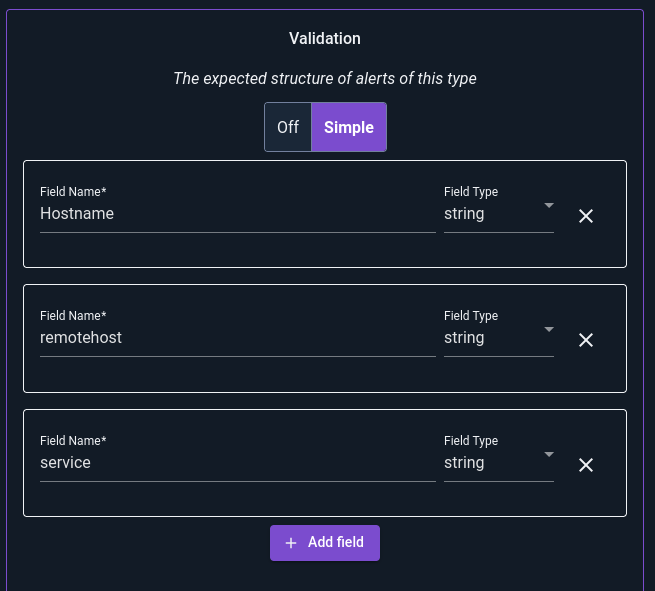 Validation
The expected structure of alerts of this type
Off Simple
Field Name* Field Type
Hostname string
Field Name* Field Type
remotehost string
Field Name* Field Type
service string
+ Add field